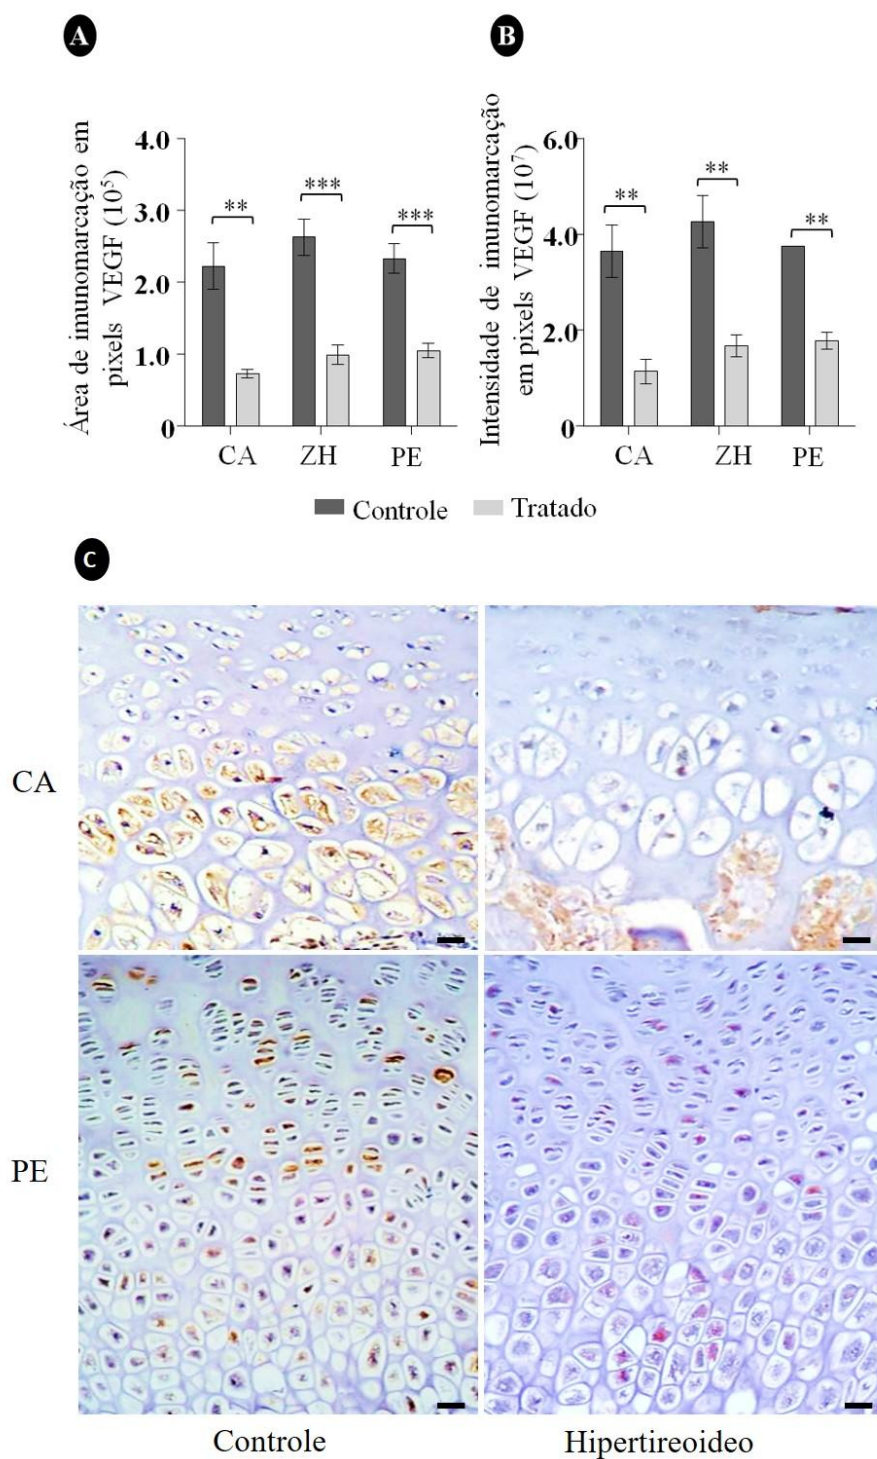 A
B
Área de imunomarcação em
pixels VEGF (10⁵)
4.0
3.0
2.0
1.0
0
** *** ***
CA ZH PE
Intensidade de imunomarcação
em pixels VEGF (10⁷)
6.0
4.0
2.0
0
** ** **
CA ZH PE
Controle Tratado
C
CA
PE
Controle Hipertireoideo